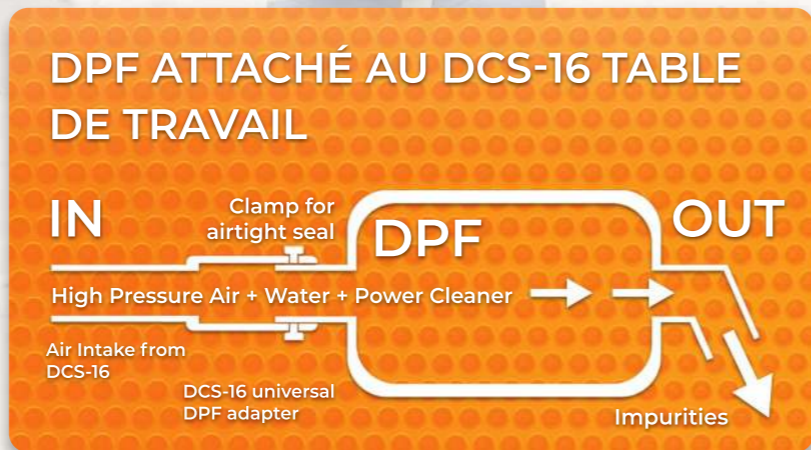 DPF ATTACHÉ AU DCS-16 TABLE
DE TRAVAIL
IN
Clamp for
airtight seal
DPF
OUT
High Pressure Air + Water + Power Cleaner
Air Intake from
DCS-16
DCS-16 universal
DPF adapter
Impurities